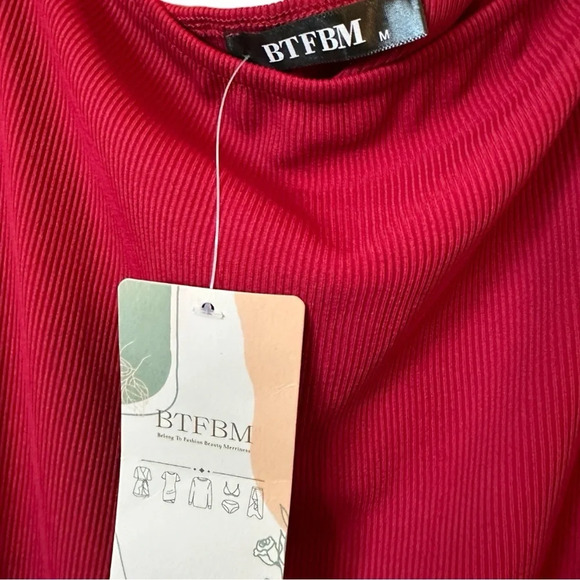 BTFBM M
BTFBM
Belong To Fashion Beauty Merriness